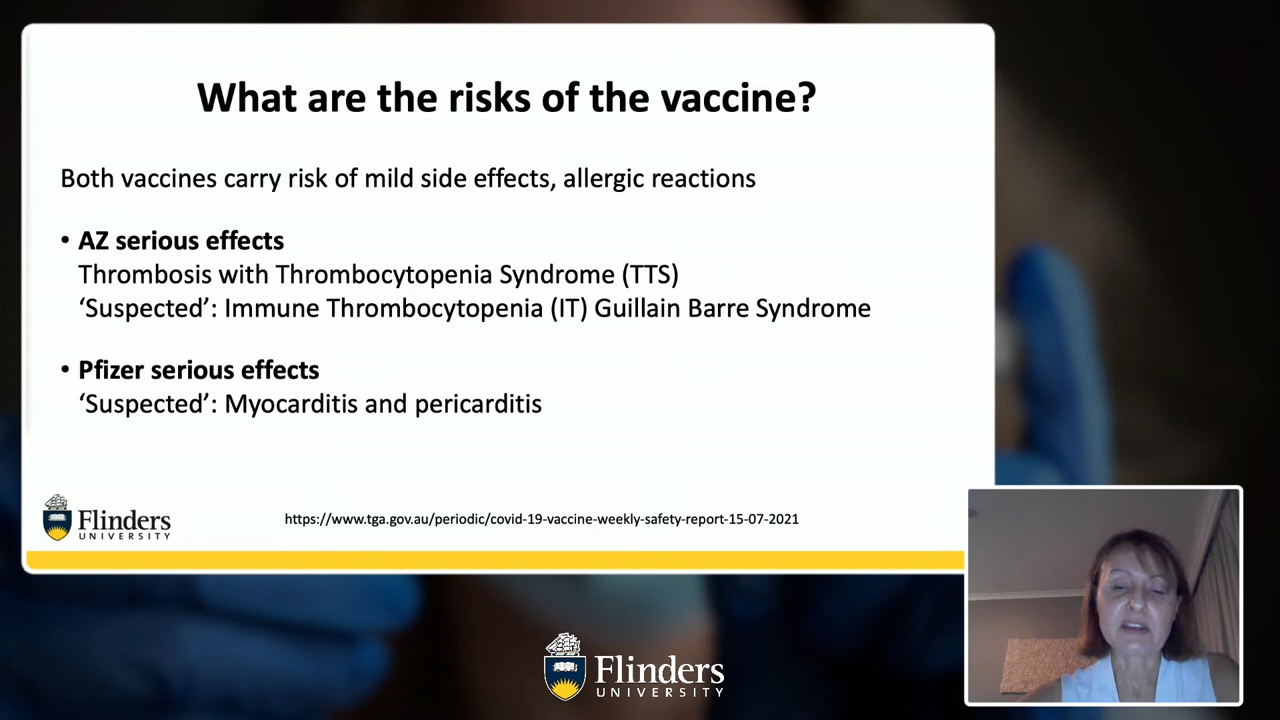 What are the risks of the vaccine?
Both vaccines carry risk of mild side effects, allergic reactions
• AZ serious effects
Thrombosis with Thrombocytopenia Syndrome (TTS)
‘Suspected’: Immune Thrombocytopenia (IT) Guillain Barre Syndrome
• Pfizer serious effects
‘Suspected’: Myocarditis and pericarditis
Flinders
UNIVERSITY
https://www.tga.gov.au/periodic/covid-19-vaccine-weekly-safety-report-15-07-2021
Flinders
UNIVERSITY